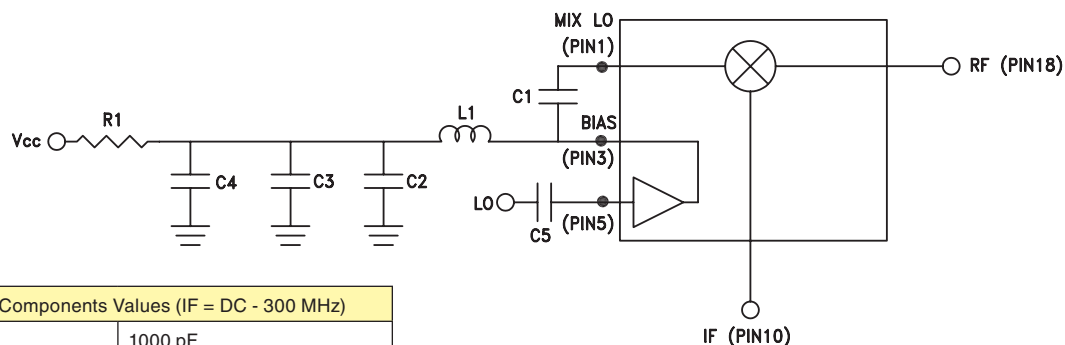 MIX LO
(PIN1)
RF (PIN18)
C1
R1
L1
BIAS
Vcc
(PIN3)
C4
C3
C2
LO
C5
(PIN5)
IF (PIN10)
Components Values (IF = DC - 300 MHz)
1000 pF